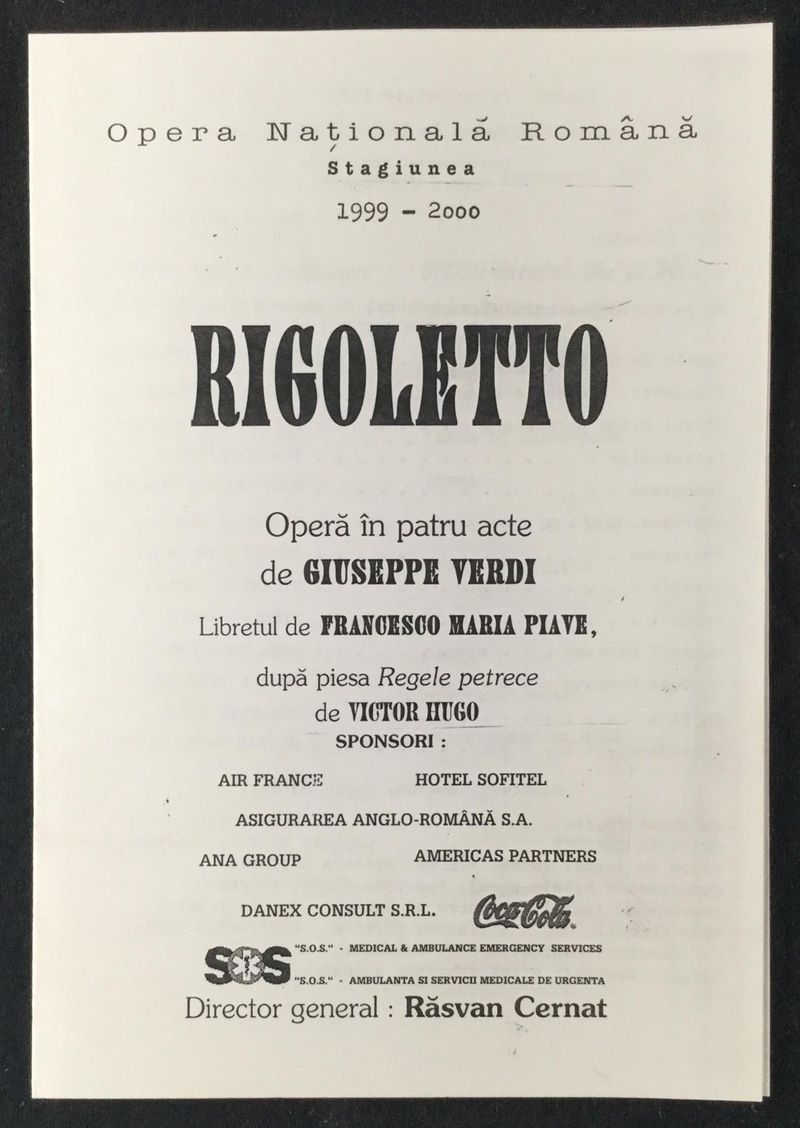 Opera Națională Română
Stagiunea
1999 - 2000
RIGOLETTO
Operă în patru acte
de GIUSEPPE VERDI
Libretul de FRANCESCO MARIA PIAVE,
după piesa Regele petrece
de VICTOR HUGO
SPONSORI :
AIR FRANCE HOTEL SOFITEL
ASIGURAREA ANGLO-ROMÂNĂ S.A.
ANA GROUP AMERICAS PARTNERS
DANEX CONSULT S.R.L. Coca-Cola
SOS "S.O.S." - MEDICAL & AMBULANCE EMERGENCY SERVICES
"S.O.S." - AMBULANTA SI SERVICII MEDICALE DE URGENTA
Director general : Răsvan Cernat